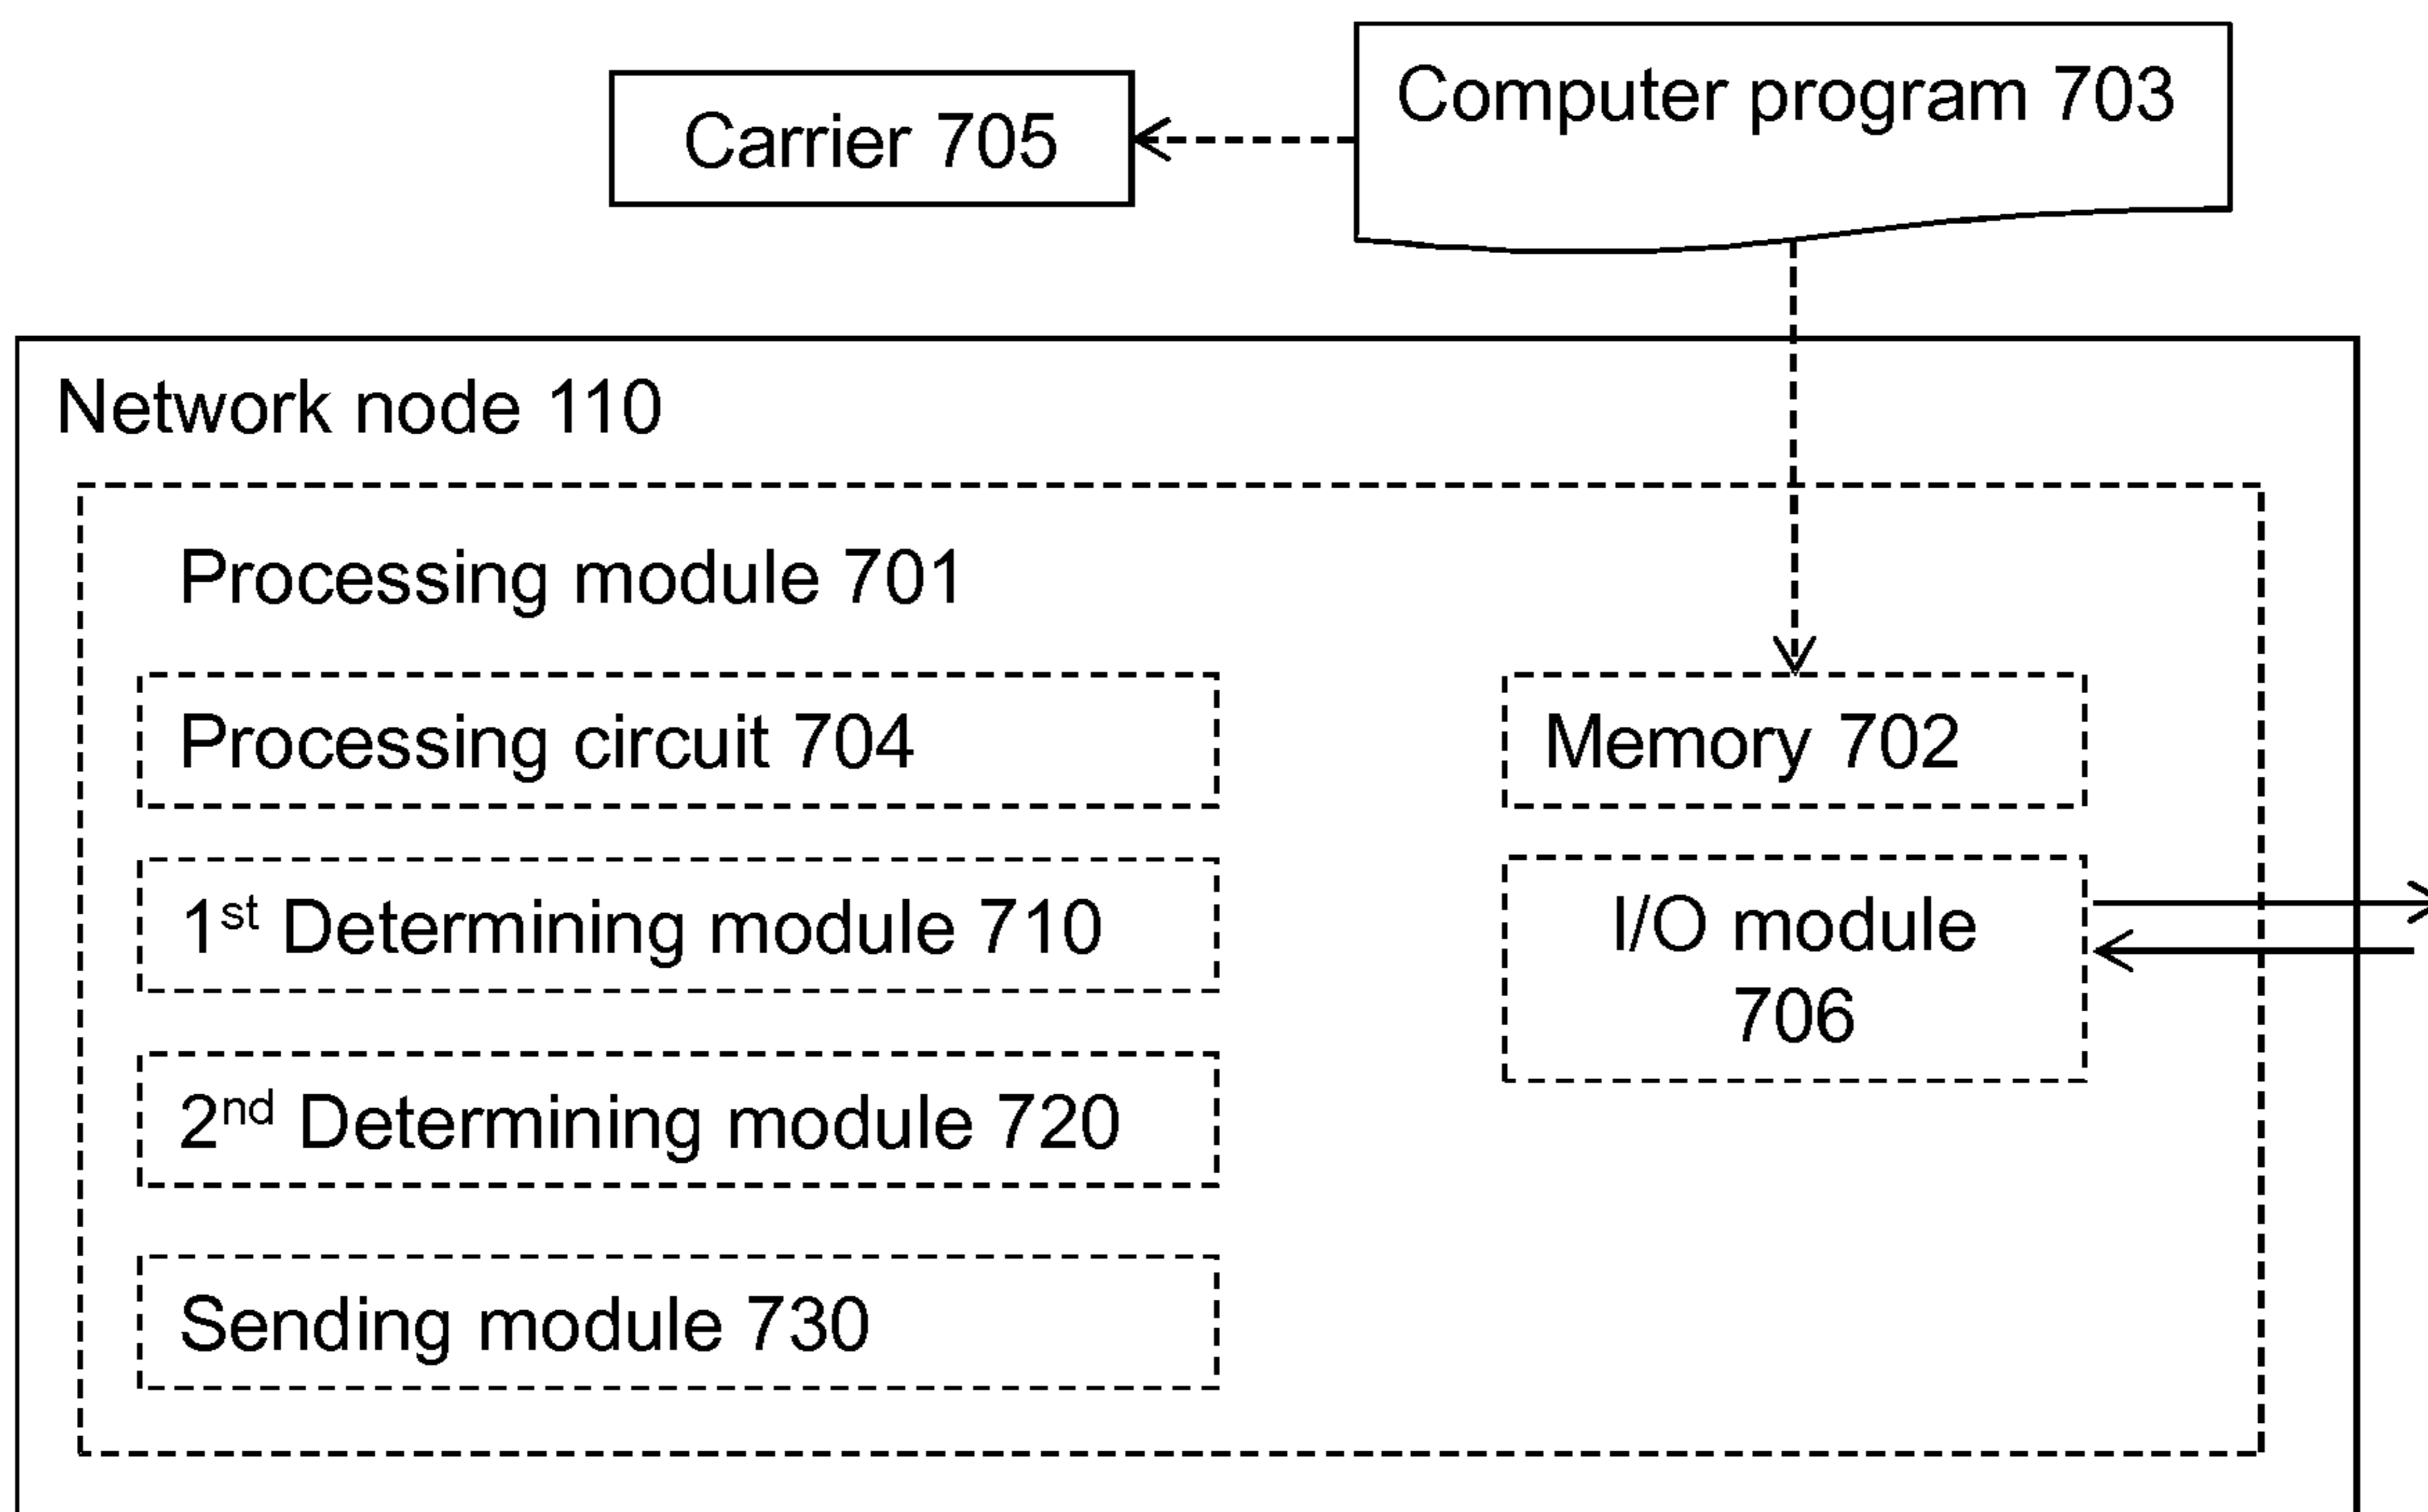 Computer program 703
Carrier 705
Network node 110
Processing module 701
Processing circuit 704
Memory 702
1st Determining module 710
I/O module
706
2nd Determining module 720
Sending module 730